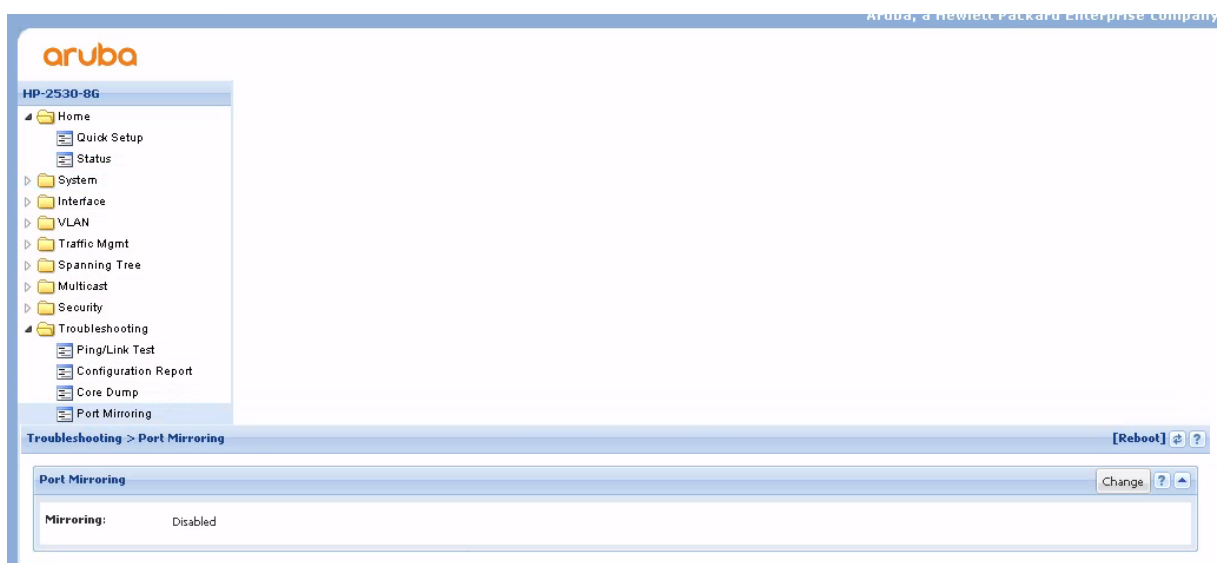 Aruba, a Hewlett Packard Enterprise company
aruba
HP-2530-8G
Home
Quick Setup
Status
System
Interface
VLAN
Traffic Mgmt
Spanning Tree
Multicast
Security
Troubleshooting
Ping/Link Test
Configuration Report
Core Dump
Port Mirroring
Troubleshooting > Port Mirroring [Reboot] ?
Port Mirroring Change ?
Mirroring: Disabled